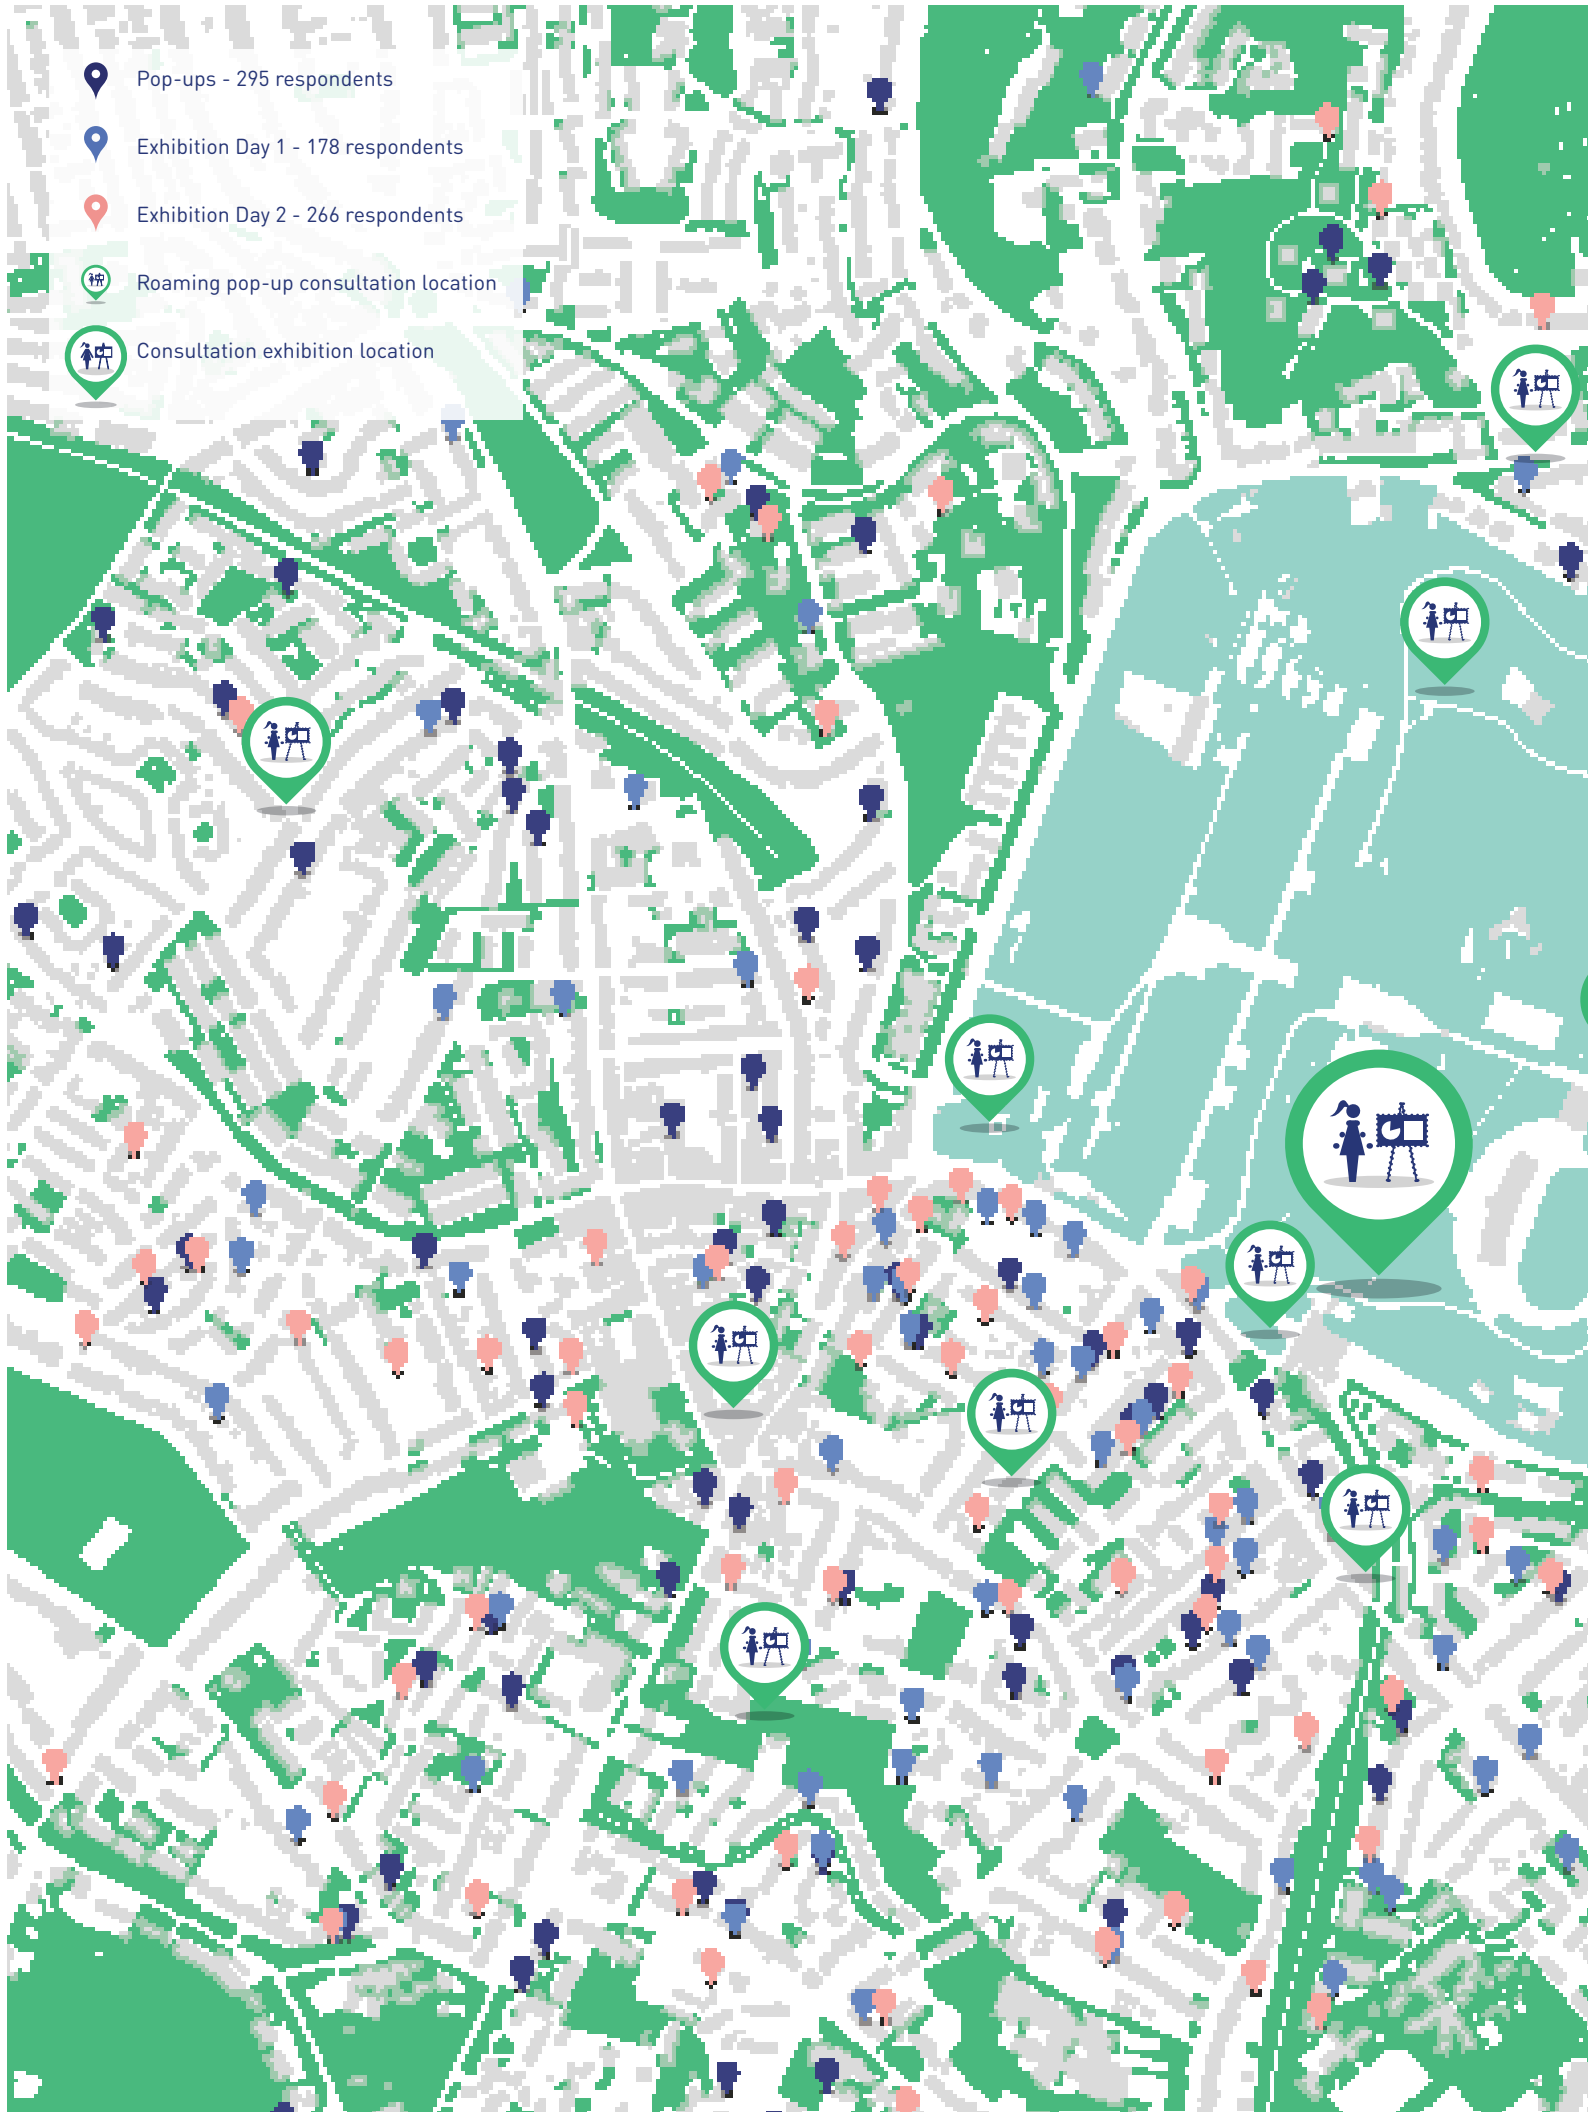 Pop-ups - 295 respondents
Exhibition Day 1 - 178 respondents
Exhibition Day 2 - 266 respondents
Roaming pop-up consultation location
Consultation exhibition location